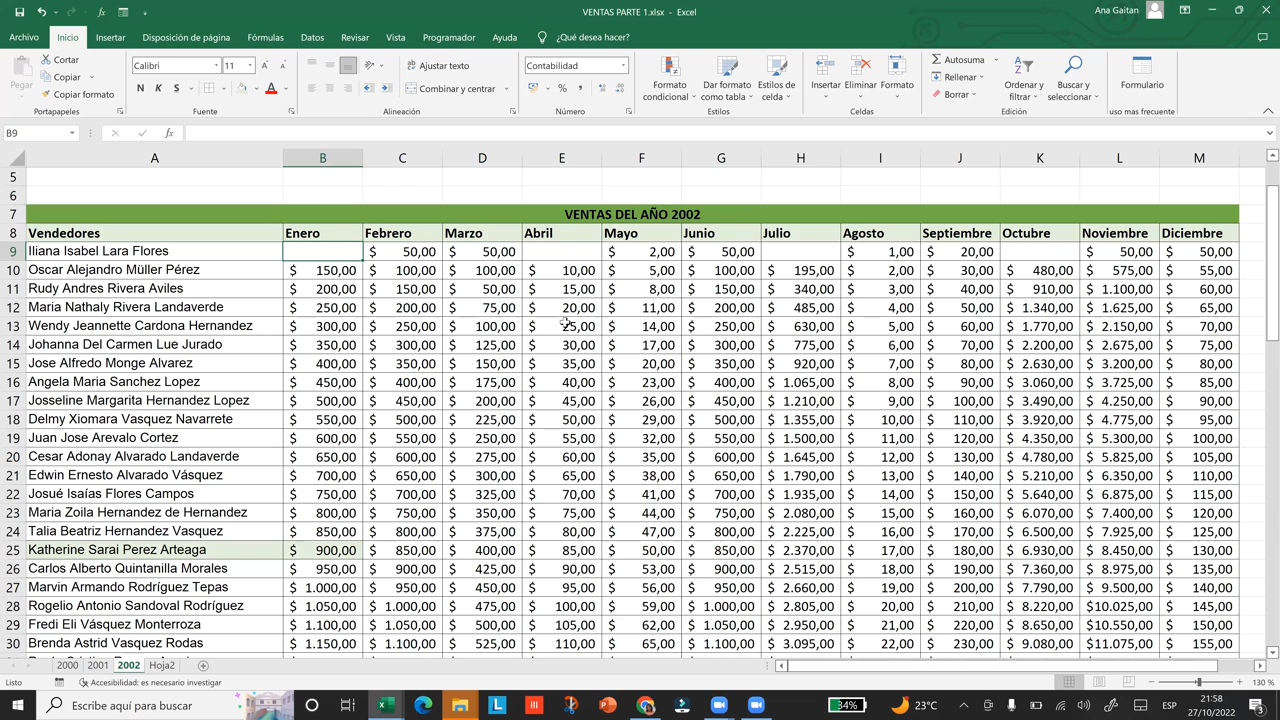 VENTAS PARTE 1.xlsx - Excel
Ana Gaitan
Archivo Inicio Insertar Disposición de página Fórmulas Datos Revisar Vista Programador Ayuda ¿Qué desea hacer?
Pegar Cortar Copiar Copiar formato Calibri 11 N K S Ajustar texto Combinar y centrar Contabilidad $ % Formato condicional Dar formato como tabla Estilos de celda Insertar Eliminar Formato Autosuma Rellenar Borrar Ordenar y filtrar Buscar y seleccionar Formulario
Portapapeles Fuente Alineación Número Estilos Celdas Edición uso mas frecuente
B9 fx
A B C D E F G H I J K L M
5
6
7 VENTAS DEL AÑO 2002
8 Vendedores Enero Febrero Marzo Abril Mayo Junio Julio Agosto Septiembre Octubre Noviembre Diciembre
9 Iliana Isabel Lara Flores $ 50,00 $ 50,00 $ 2,00 $ 50,00 $ 1,00 $ 20,00 $ 50,00 $ 50,00
10 Oscar Alejandro Müller Pérez $ 150,00 $ 100,00 $ 100,00 $ 10,00 $ 5,00 $ 100,00 $ 195,00 $ 2,00 $ 30,00 $ 480,00 $ 575,00 $ 55,00
11 Rudy Andres Rivera Aviles $ 200,00 $ 150,00 $ 50,00 $ 15,00 $ 8,00 $ 150,00 $ 340,00 $ 3,00 $ 40,00 $ 910,00 $ 1.100,00 $ 60,00
12 Maria Nathaly Rivera Landaverde $ 250,00 $ 200,00 $ 75,00 $ 20,00 $ 11,00 $ 200,00 $ 485,00 $ 4,00 $ 50,00 $ 1.340,00 $ 1.625,00 $ 65,00
13 Wendy Jeannette Cardona Hernandez $ 300,00 $ 250,00 $ 100,00 $ 25,00 $ 14,00 $ 250,00 $ 630,00 $ 5,00 $ 60,00 $ 1.770,00 $ 2.150,00 $ 70,00
14 Johanna Del Carmen Lue Jurado $ 350,00 $ 300,00 $ 125,00 $ 30,00 $ 17,00 $ 300,00 $ 775,00 $ 6,00 $ 70,00 $ 2.200,00 $ 2.675,00 $ 75,00
15 Jose Alfredo Monge Alvarez $ 400,00 $ 350,00 $ 150,00 $ 35,00 $ 20,00 $ 350,00 $ 920,00 $ 7,00 $ 80,00 $ 2.630,00 $ 3.200,00 $ 80,00
16 Angela Maria Sanchez Lopez $ 450,00 $ 400,00 $ 175,00 $ 40,00 $ 23,00 $ 400,00 $ 1.065,00 $ 8,00 $ 90,00 $ 3.060,00 $ 3.725,00 $ 85,00
17 Josseline Margarita Hernandez Lopez $ 500,00 $ 450,00 $ 200,00 $ 45,00 $ 26,00 $ 450,00 $ 1.210,00 $ 9,00 $ 100,00 $ 3.490,00 $ 4.250,00 $ 90,00
18 Delmy Xiomara Vasquez Navarrete $ 550,00 $ 500,00 $ 225,00 $ 50,00 $ 29,00 $ 500,00 $ 1.355,00 $ 10,00 $ 110,00 $ 3.920,00 $ 4.775,00 $ 95,00
19 Juan Jose Arevalo Cortez $ 600,00 $ 550,00 $ 250,00 $ 55,00 $ 32,00 $ 550,00 $ 1.500,00 $ 11,00 $ 120,00 $ 4.350,00 $ 5.300,00 $ 100,00
20 Cesar Adonay Alvarado Landaverde $ 650,00 $ 600,00 $ 275,00 $ 60,00 $ 35,00 $ 600,00 $ 1.645,00 $ 12,00 $ 130,00 $ 4.780,00 $ 5.825,00 $ 105,00
21 Edwin Ernesto Alvarado Vásquez $ 700,00 $ 650,00 $ 300,00 $ 65,00 $ 38,00 $ 650,00 $ 1.790,00 $ 13,00 $ 140,00 $ 5.210,00 $ 6.350,00 $ 110,00
22 Josué Isaías Flores Campos $ 750,00 $ 700,00 $ 325,00 $ 70,00 $ 41,00 $ 700,00 $ 1.935,00 $ 14,00 $ 150,00 $ 5.640,00 $ 6.875,00 $ 115,00
23 Maria Zoila Hernandez de Hernandez $ 800,00 $ 750,00 $ 350,00 $ 75,00 $ 44,00 $ 750,00 $ 2.080,00 $ 15,00 $ 160,00 $ 6.070,00 $ 7.400,00 $ 120,00
24 Talia Beatriz Hernandez Vasquez $ 850,00 $ 800,00 $ 375,00 $ 80,00 $ 47,00 $ 800,00 $ 2.225,00 $ 16,00 $ 170,00 $ 6.500,00 $ 7.925,00 $ 125,00
25 Katherine Sarai Perez Arteaga $ 900,00 $ 850,00 $ 400,00 $ 85,00 $ 50,00 $ 850,00 $ 2.370,00 $ 17,00 $ 180,00 $ 6.930,00 $ 8.450,00 $ 130,00
26 Carlos Alberto Quintanilla Morales $ 950,00 $ 900,00 $ 425,00 $ 90,00 $ 53,00 $ 900,00 $ 2.515,00 $ 18,00 $ 190,00 $ 7.360,00 $ 8.975,00 $ 135,00
27 Marvin Armando Rodríguez Tepas $ 1.000,00 $ 950,00 $ 450,00 $ 95,00 $ 56,00 $ 950,00 $ 2.660,00 $ 19,00 $ 200,00 $ 7.790,00 $ 9.500,00 $ 140,00
28 Rogelio Antonio Sandoval Rodríguez $ 1.050,00 $ 1.000,00 $ 475,00 $ 100,00 $ 59,00 $ 1.000,00 $ 2.805,00 $ 20,00 $ 210,00 $ 8.220,00 $10.025,00 $ 145,00
29 Fredi Eli Vásquez Monterroza $ 1.100,00 $ 1.050,00 $ 500,00 $ 105,00 $ 62,00 $ 1.050,00 $ 2.950,00 $ 21,00 $ 220,00 $ 8.650,00 $10.550,00 $ 150,00
30 Brenda Astrid Vasquez Rodas $ 1.150,00 $ 1.100,00 $ 525,00 $ 110,00 $ 65,00 $ 1.100,00 $ 3.095,00 $ 22,00 $ 230,00 $ 9.080,00 $11.075,00 $ 155,00
2000 2001 2002 Hoja2
Listo Accesibilidad: es necesario investigar 130 %
Escribe aquí para buscar 34% 23°C ESP 21:58
27/10/2022